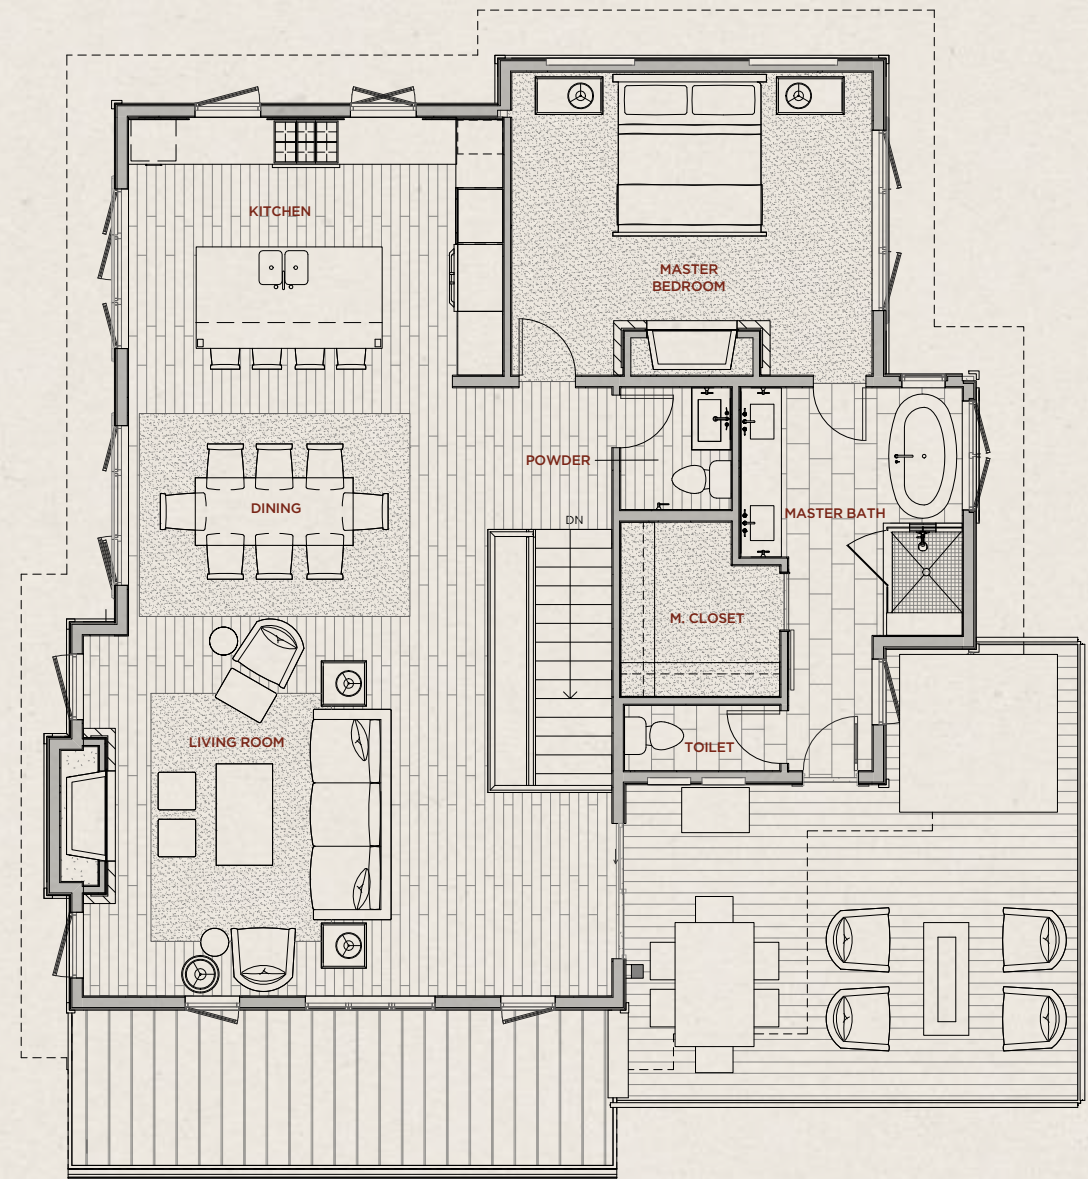 KITCHEN
MASTER
BEDROOM
POWDER
DINING
MASTER BATH
DN
M. CLOSET
LIVING ROOM
TOILET